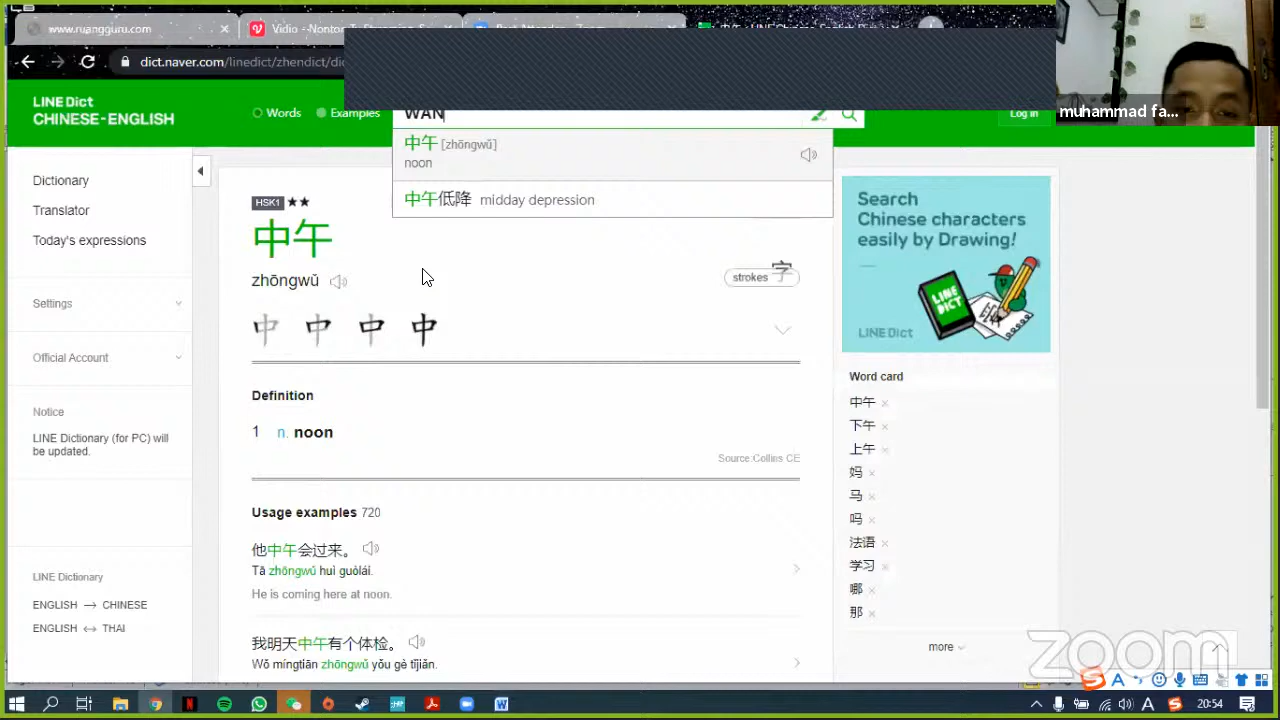 www.ruangguru.com
Vidio - Nonton
dict.naver.com/linedict/zhendict/dic
muhammad fa...
LINE Dict
CHINESE-ENGLISH
Words
Examples
WAN
Log in
中午 [zhōngwǔ]
noon
中午低降 midday depression
Dictionary
Translator
Today's expressions
Settings
Official Account
Notice
LINE Dictionary (for PC) will
be updated.
LINE Dictionary
ENGLISH → CHINESE
ENGLISH ↔ THAI
HSK1 ★★
中午
zhōngwǔ
strokes 字
中 中 中 中
Definition
1 n. noon
Source:Collins CE
Usage examples 720
他中午会过来。
Tā zhōngwǔ huì guòlái.
He is coming here at noon.
我明天中午有个体检。
Wǒ míngtiān zhōngwǔ yǒu gè tǐjiǎn.
Search
Chinese characters
easily by Drawing!
LINE DICT
LINE Dict
Word card
中午 ×
下午 ×
上午 ×
妈 ×
马 ×
吗 ×
法语 ×
学习 ×
哪 ×
那 ×
more
zoom
20:54